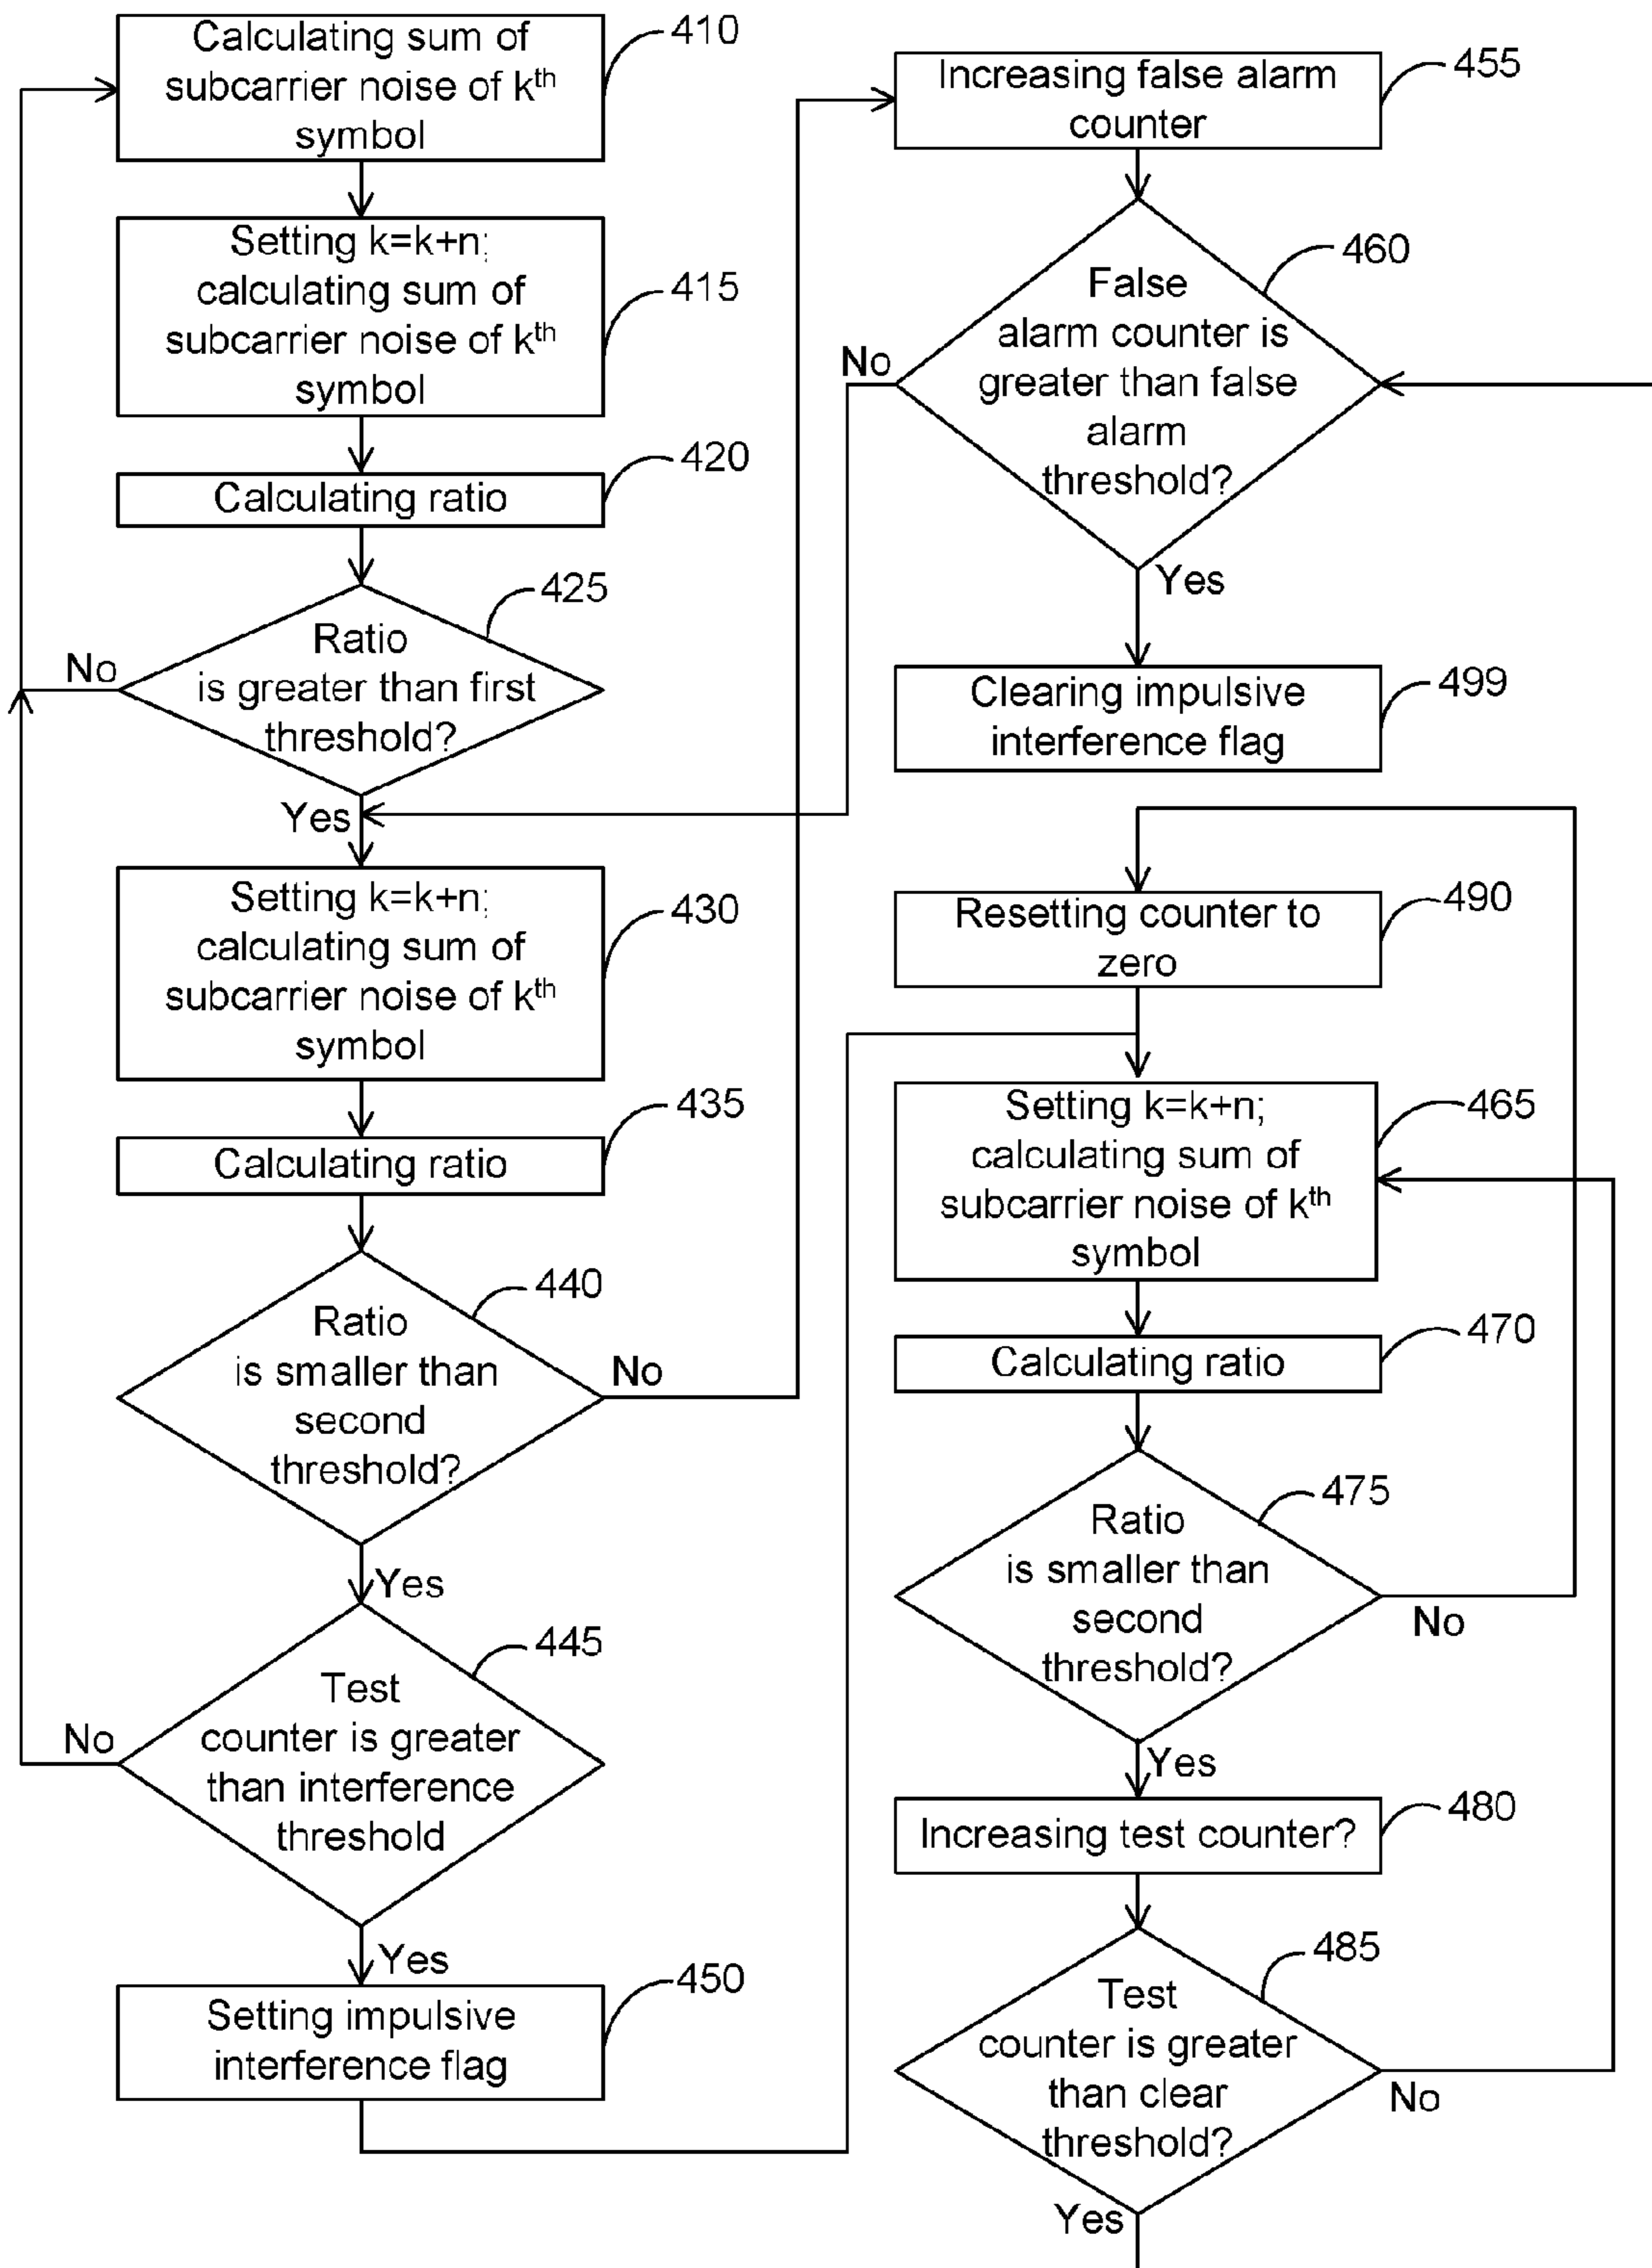 Calculating sum of
subcarrier noise of kth
symbol
410
Setting k=k+n;
calculating sum of
subcarrier noise of kth
symbol
415
Calculating ratio
420
Ratio
is greater than first
threshold?
425
No
Yes
Setting k=k+n;
calculating sum of
subcarrier noise of kth
symbol
430
Calculating ratio
435
Ratio
is smaller than
second
threshold?
440
No
Yes
Test
counter is greater
than interference
threshold
445
No
Yes
Setting impulsive
interference flag
450
Increasing false alarm
counter
455
False
alarm counter is
greater than false
alarm
threshold?
460
No
Yes
Clearing impulsive
interference flag
499
Resetting counter to
zero
490
Setting k=k+n;
calculating sum of
subcarrier noise of kth
symbol
465
Calculating ratio
470
Ratio
is smaller than
second
threshold?
475
No
Yes
Increasing test counter?
480
Test
counter is greater
than clear
threshold?
485
No
Yes